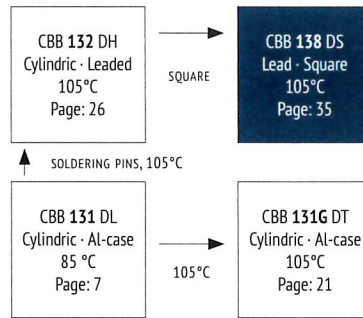 CBB 132 DH
Cylindric · Leaded
105°C
Page: 26
SQUARE
CBB 138 DS
Lead · Square
105°C
Page: 35
SOLDERING PINS, 105°C
CBB 131 DL
Cylindric · Al-case
85 °C
Page: 7
105°C
CBB 131G DT
Cylindric · Al-case
105°C
Page: 21